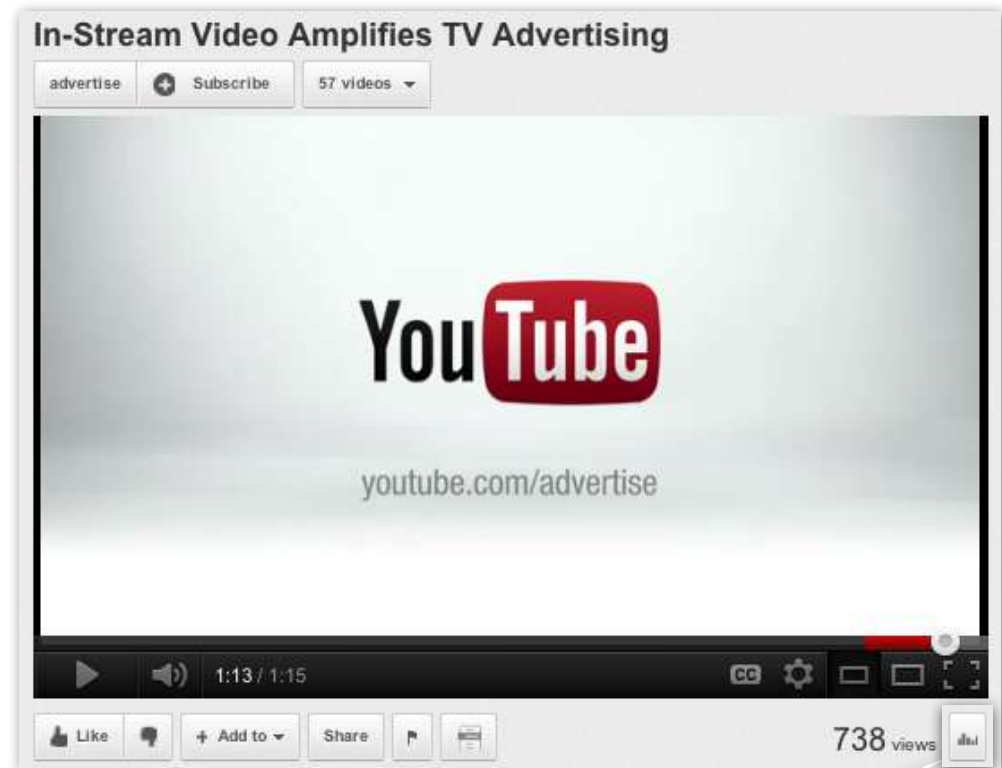 In-Stream Video Amplifies TV Advertising
advertise Subscribe 57 videos
YouTube
youtube.com/advertise
1:13 / 1:15 CC
Like Add to Share 738 views